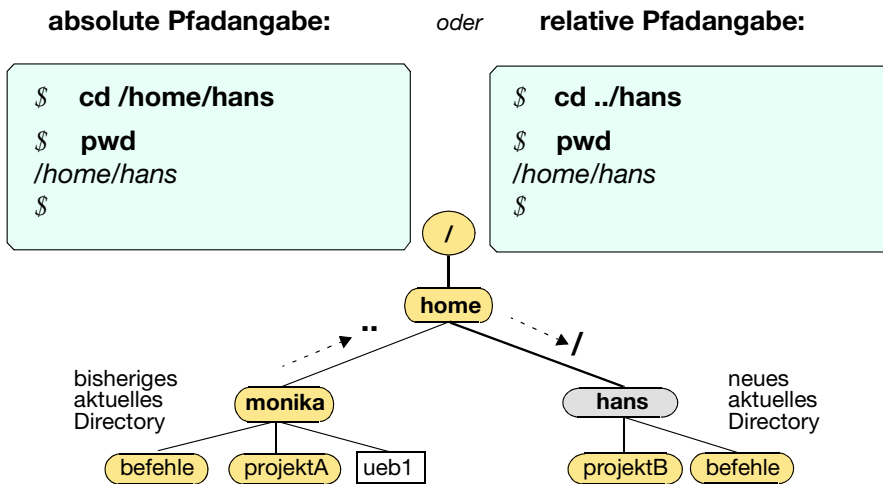 absolute Pfadangabe: oder relative Pfadangabe:
$ cd /home/hans
$ pwd
/home/hans
$
$ cd ../hans
$ pwd
/home/hans
$
/
home
..
/
bisheriges
aktuelles
Directory
monika
hans
neues
aktuelles
Directory
befehle
projektA
ueb1
projektB
befehle